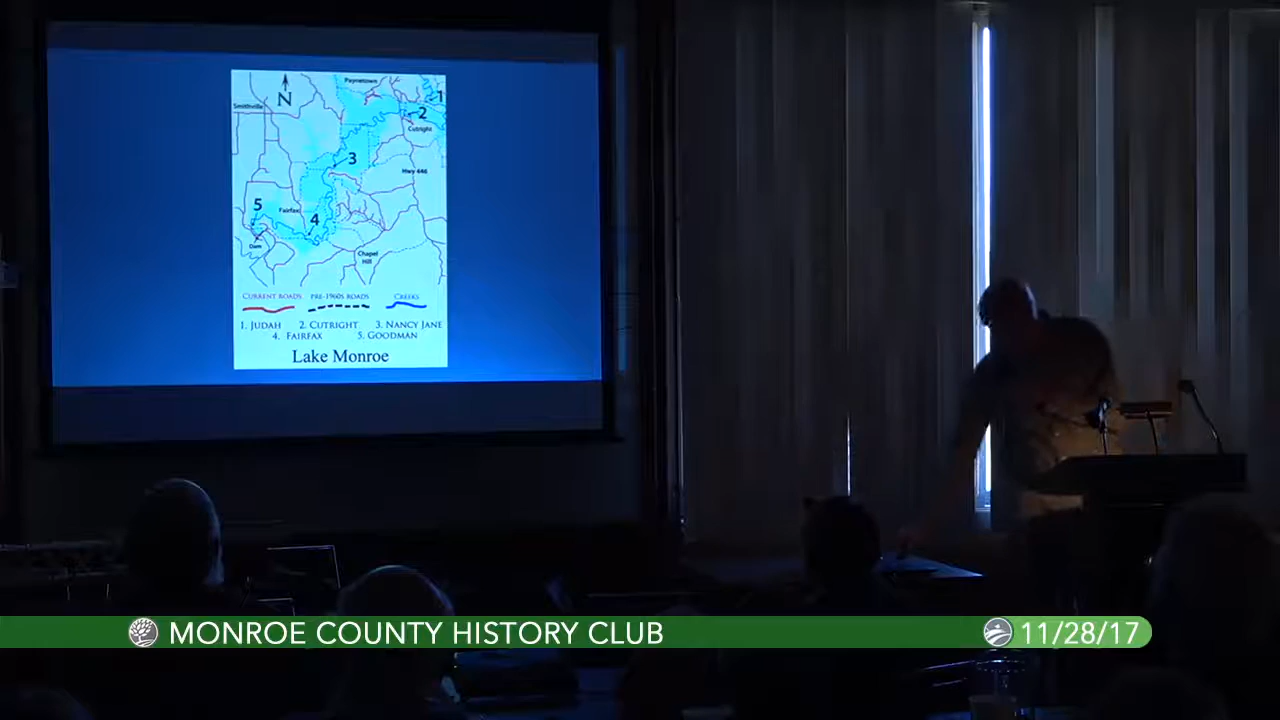 Paynetown
N
1
Smithville
2
Cutright
3
Hwy 446
5
Fairfax
4
Dam
Chapel
Hill
CURRENT ROADS PRE-1960S ROADS CREEKS
1. JUDAH 2. CUTRIGHT 3. NANCY JANE
4. FAIRFAX 5. GOODMAN
Lake Monroe
MONROE COUNTY HISTORY CLUB 11/28/17